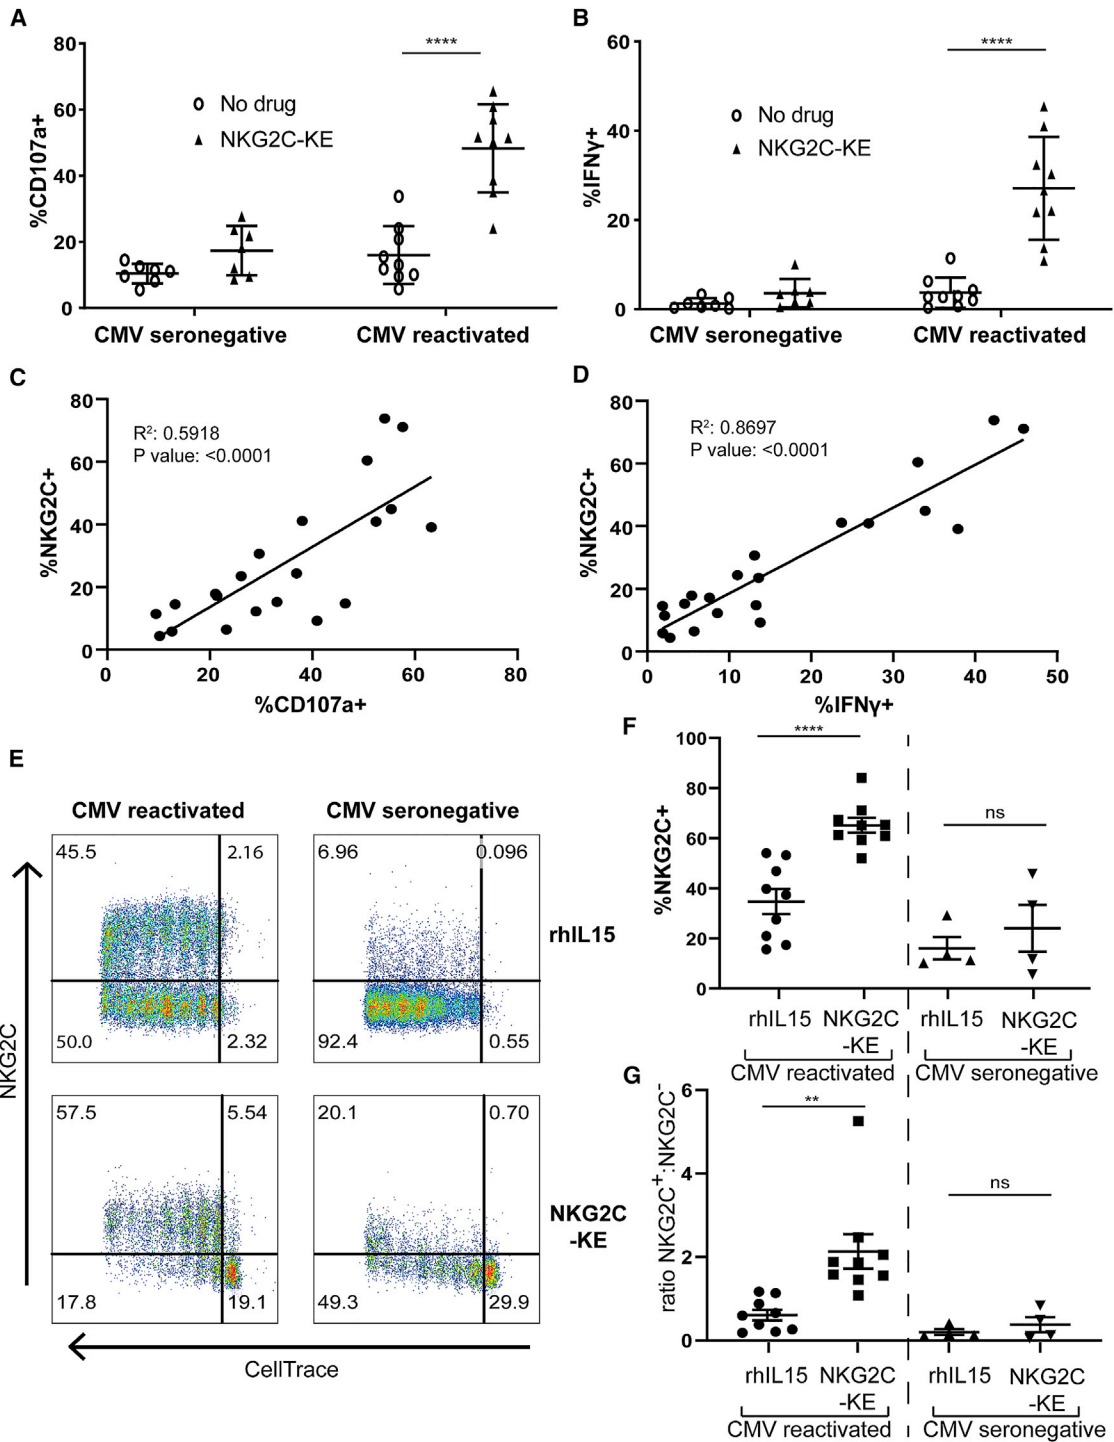 A
80
60
40
20
0
%CD107a+
No drug
NKG2C-KE
****
CMV seronegative
CMV reactivated
B
60
40
20
0
%IFNγ+
No drug
NKG2C-KE
****
CMV seronegative
CMV reactivated
C
80
60
40
20
0
%NKG2C+
R²: 0.5918
P value: <0.0001
0 20 40 60 80
%CD107a+
D
80
60
40
20
0
%NKG2C+
R²: 0.8697
P value: <0.0001
0 10 20 30 40 50
%IFNγ+
E
CMV reactivated
CMV seronegative
45.5 2.16
50.0 2.32
6.96 0.096
92.4 0.55
rhIL15
57.5 5.54
17.8 19.1
20.1 0.70
49.3 29.9
NKG2C
-KE
NKG2C
CellTrace
F
100
80
60
40
20
0
%NKG2C+
****
ns
rhIL15 NKG2C
-KE
rhIL15 NKG2C
-KE
CMV reactivated
CMV seronegative
G
6
4
2
0
ratio NKG2C⁺:NKG2C⁻
**
ns
rhIL15 NKG2C
-KE
rhIL15 NKG2C
-KE
CMV reactivated
CMV seronegative